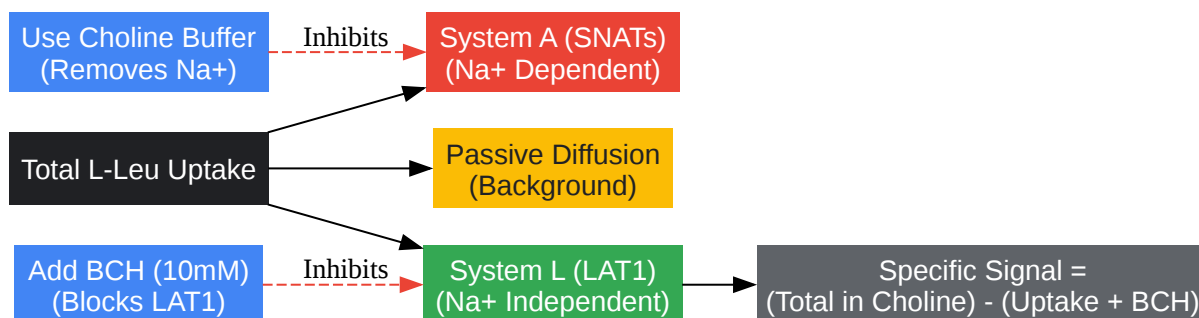 Use Choline Buffer
(Removes Na+)
Inhibits
System A (SNATs)
(Na+ Dependent)
Total L-Leu Uptake
Passive Diffusion
(Background)
Add BCH (10mM)
(Blocks LAT1)
Inhibits
System L (LAT1)
(Na+ Independent)
Specific Signal =
(Total in Choline) - (Uptake + BCH)